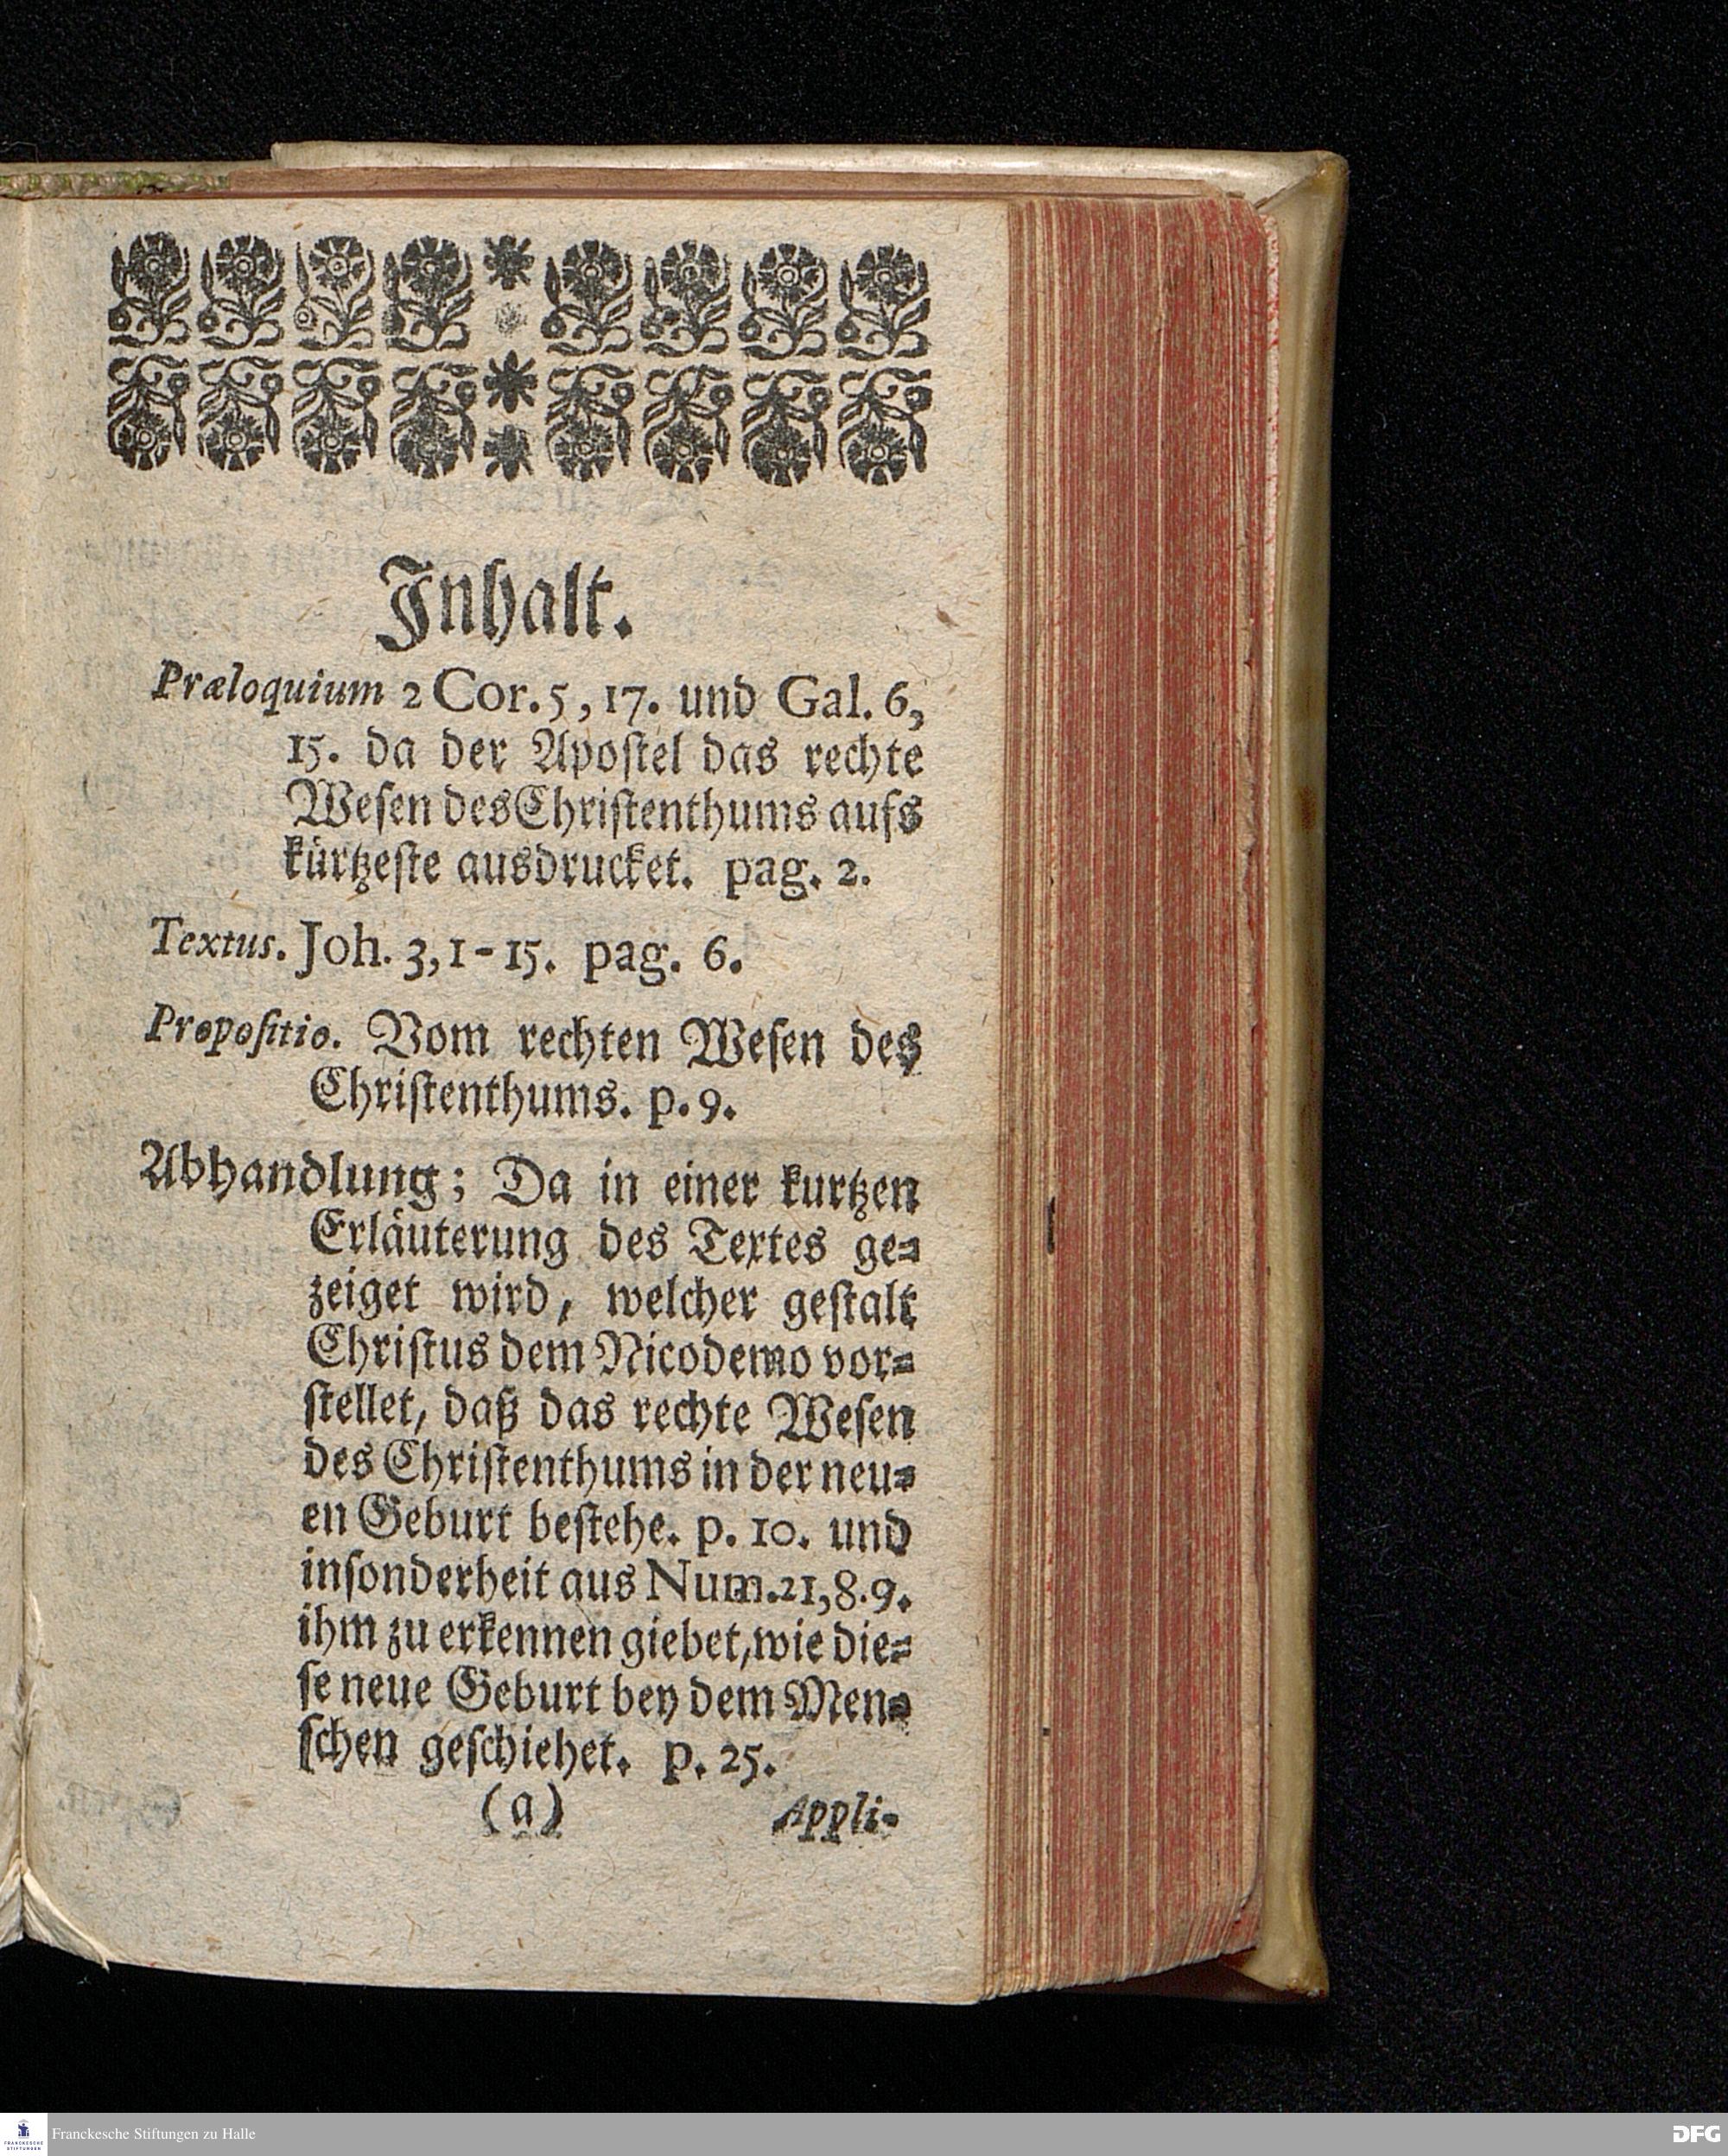 Inhalt.
Præloquium 2 Cor. 5, 17. und Gal. 6,
15. da der Apoſtel das rechte
Weſen des Chriſtenthums aufs
kürtzeſte ausdrucket. pag. 2.
Textus. Joh. 3, 1-15. pag. 6.
Propoſitio. Vom rechten Weſen des
Chriſtenthums. p. 9.
Abhandlung; Da in einer kurtzen
Erläuterung des Textes ge-
zeiget wird, welcher geſtalt
Chriſtus dem Nicodemo vor-
ſtellet, daß das rechte Weſen
des Chriſtenthums in der neu-
en Geburt beſtehe. p. 10. und
inſonderheit aus Num. 21, 8. 9.
ihm zu erkennen giebet, wie die-
ſe neue Geburt bey dem Men-
ſchen geſchiehet. p. 25.
(a) Appli-
FRANCKESCHE
STIFTUNGEN
Franckesche Stiftungen zu Halle
DFG